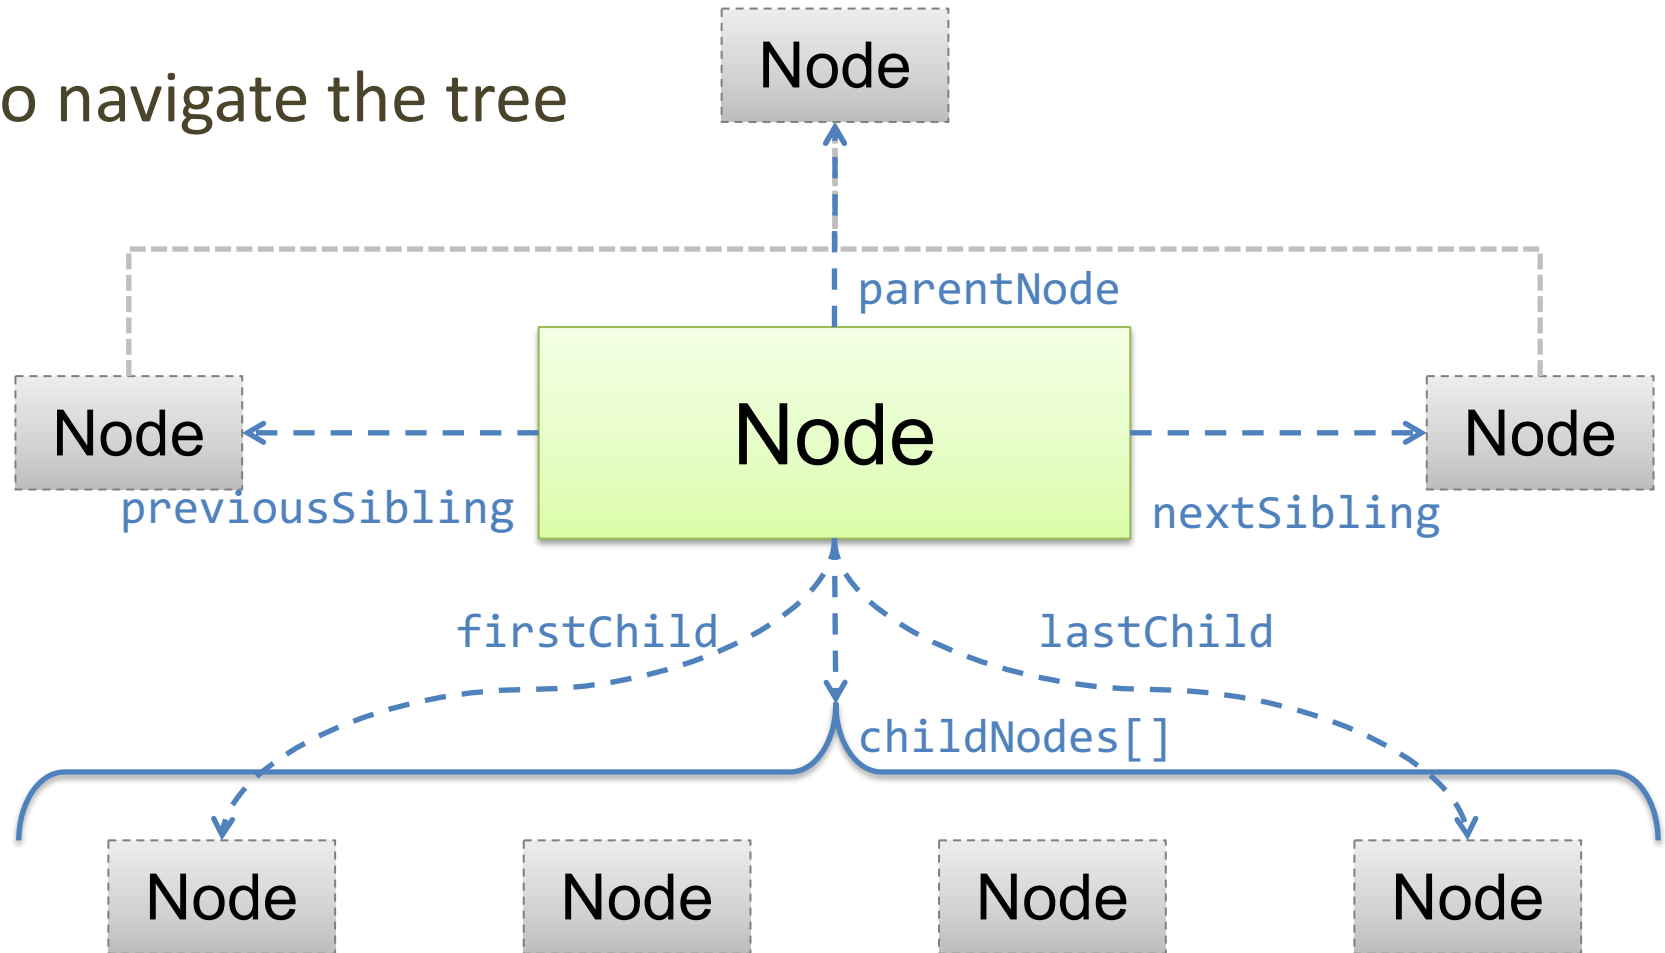 Node
o navigate the tree
parentNode
Node
Node
Node
previousSibling
nextSibling
firstChild
lastChild
childNodes[]
Node
Node
Node
Node